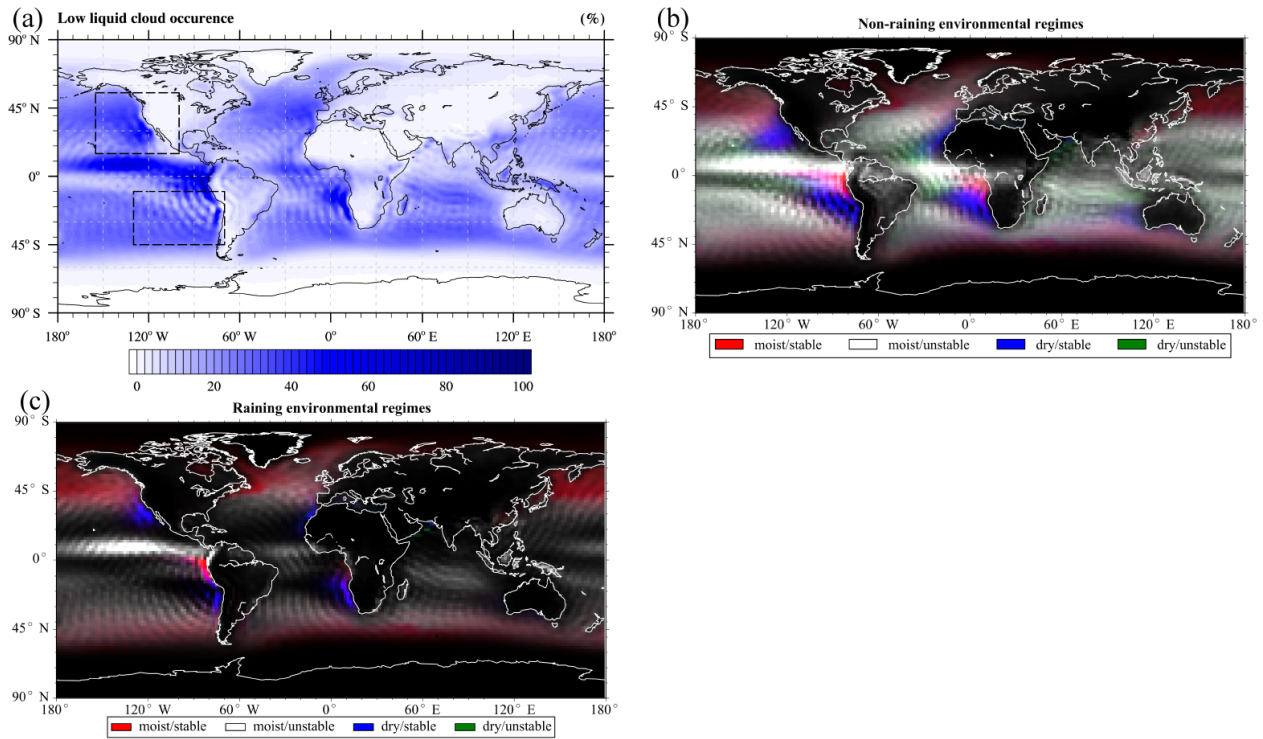 (a) Low liquid cloud occurence (%)
90° N
45° N
0°
45° S
90° S
180° 120° W 60° W 0° 60° E 120° E 180°
0 20 40 60 80 100
(b) Non-raining environmental regimes
90° S
45° S
0°
45° N
90° N
180° 120° W 60° W 0° 60° E 120° E 180°
moist/stable moist/unstable dry/stable dry/unstable
(c) Raining environmental regimes
90° S
45° S
0°
45° N
90° N
180° 120° W 60° W 0° 60° E 120° E 180°
moist/stable moist/unstable dry/stable dry/unstable